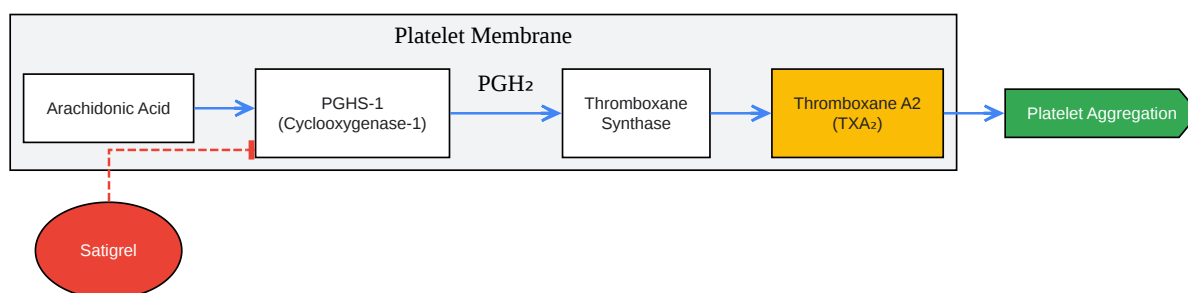 Platelet Membrane
Arachidonic Acid
PGHS-1
(Cyclooxygenase-1)
PGH₂
Thromboxane
Synthase
Thromboxane A2
(TXA₂)
Platelet Aggregation
Satigrel